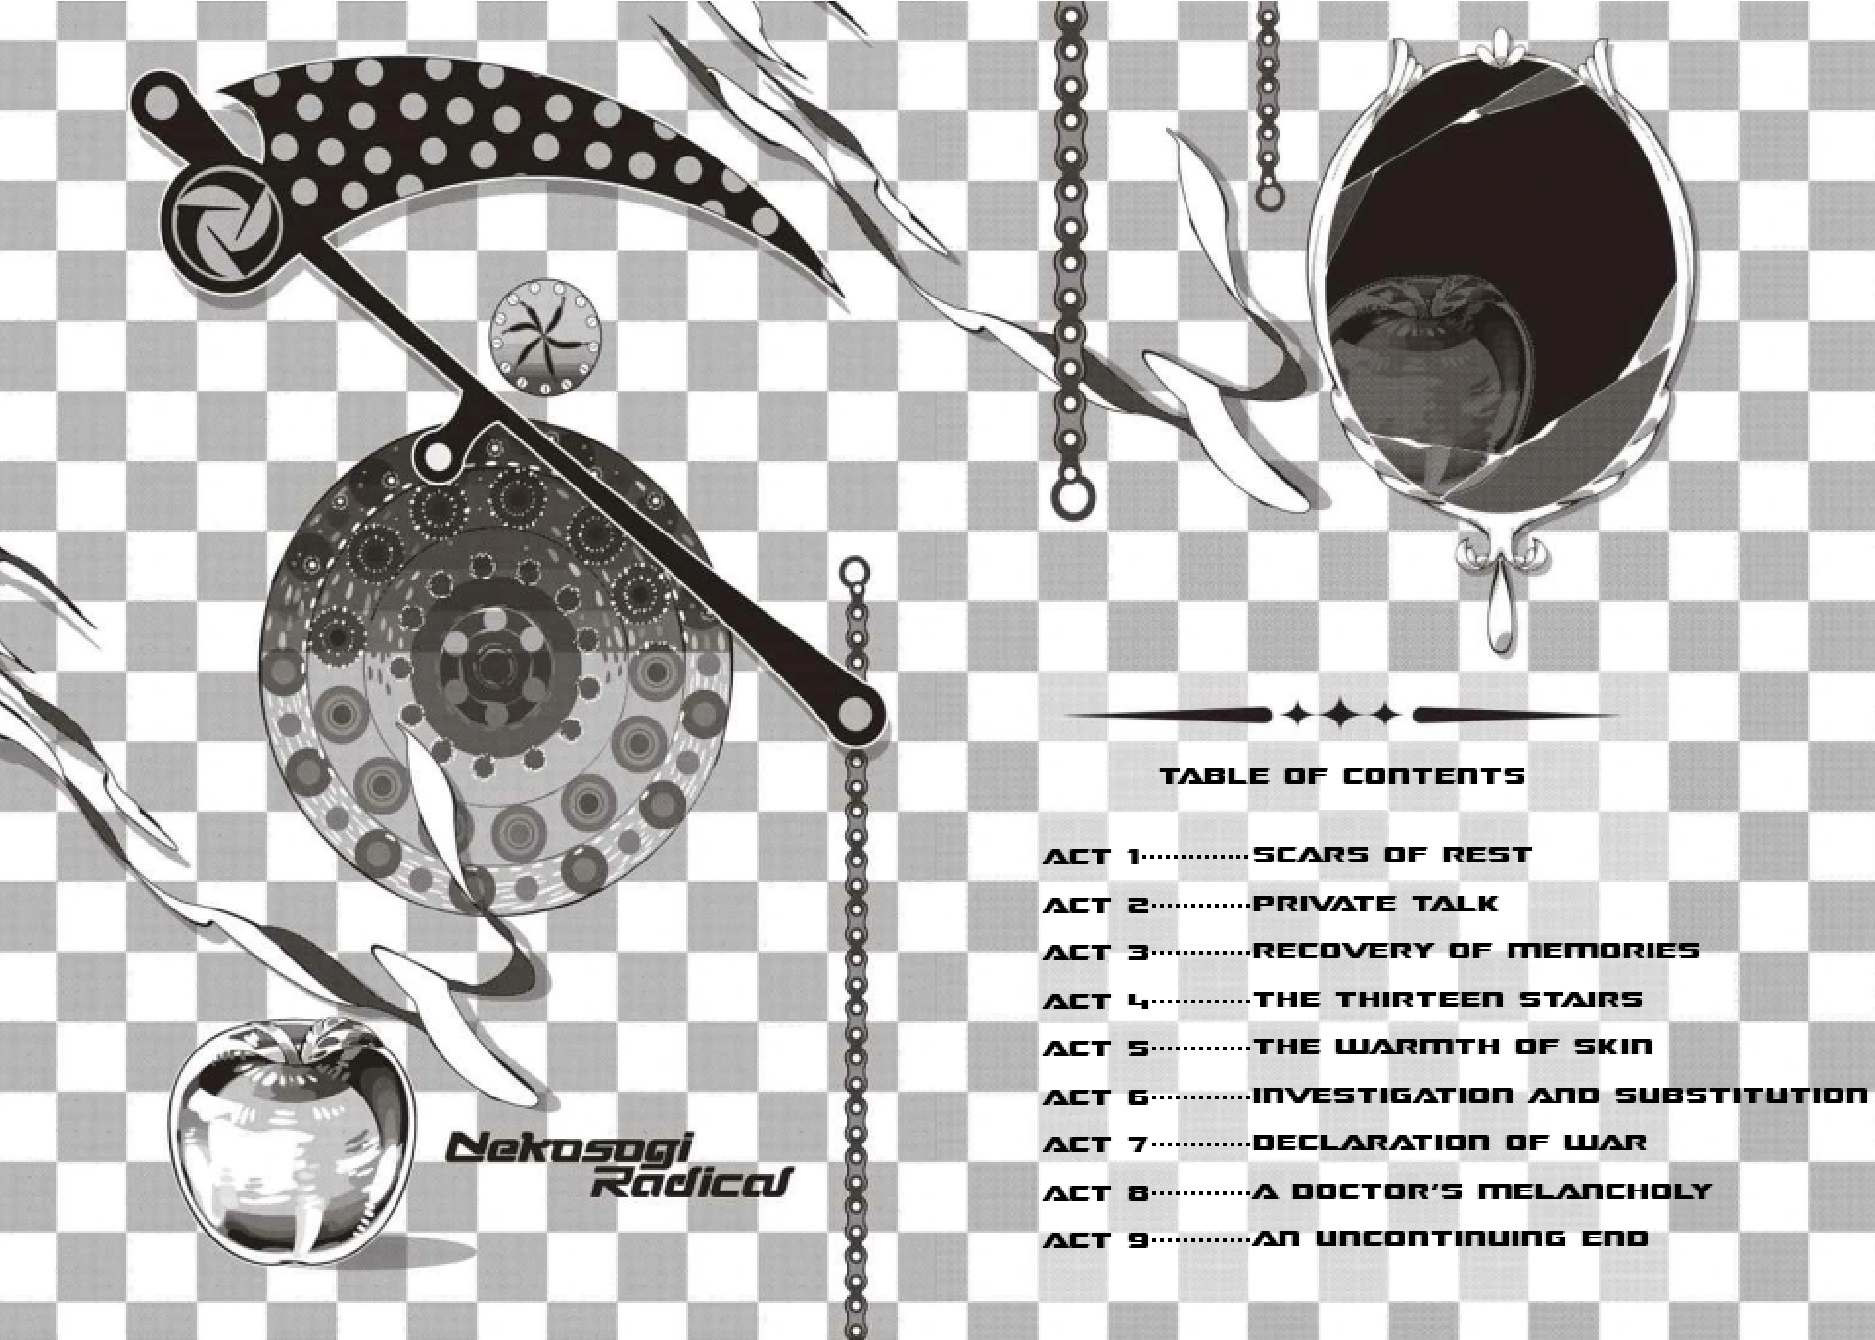 Nekosogi
Radical
TABLE OF CONTENTS
ACT 1............SCARS OF REST
ACT 2............PRIVATE TALK
ACT 3............RECOVERY OF MEMORIES
ACT 4............THE THIRTEEN STAIRS
ACT 5............THE WARMTH OF SKIN
ACT 6............INVESTIGATION AND SUBSTITUTION
ACT 7............DECLARATION OF WAR
ACT 8............A DOCTOR'S MELANCHOLY
ACT 9............AN UNCONTINUING END